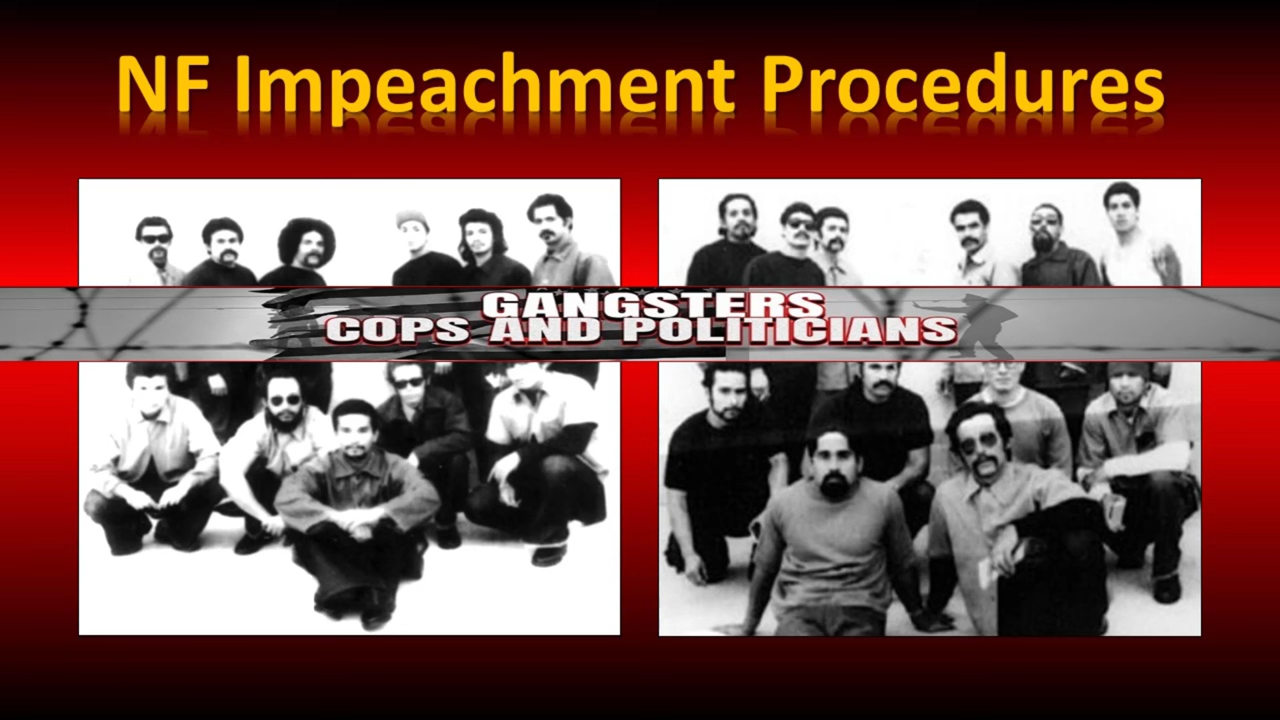 NF Impeachment Procedures
GANGSTERS
COPS AND POLITICIANS